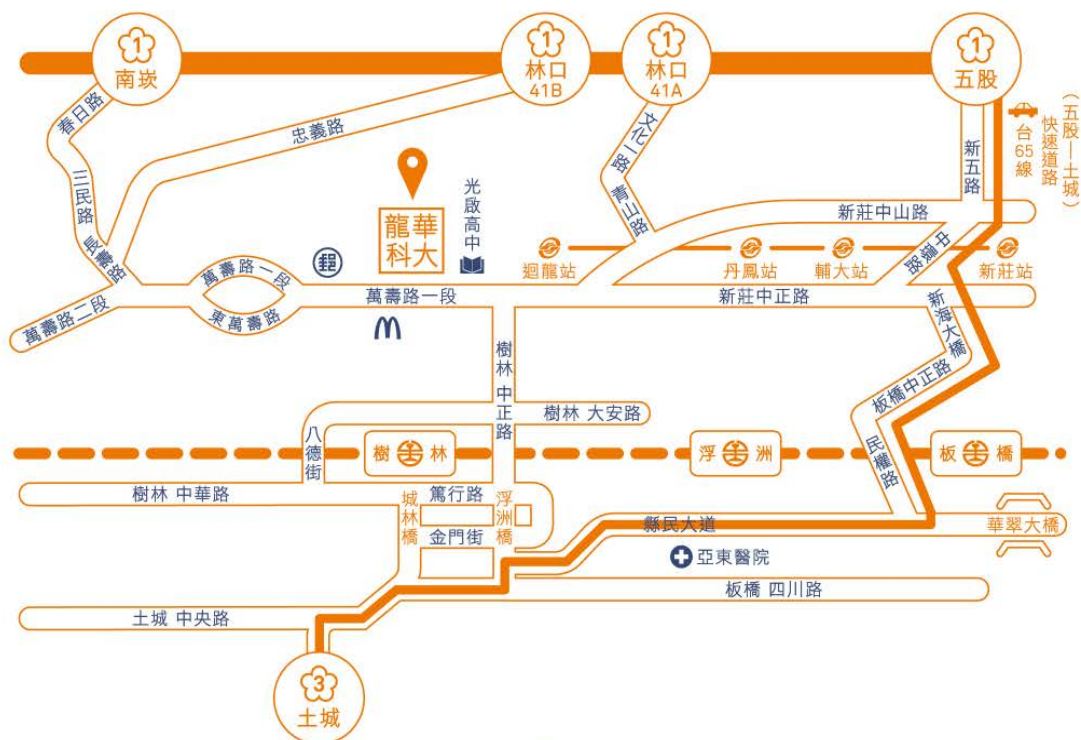 1
南崁
1
林口
41B
1
林口
41A
1
五股
(五股—土城)
快速道路
台65線
春日路
三民路
長壽路
忠義路
文化一路
青山路
新五路
光啟高中
龍華
科大
郵
新莊中山路
中環路
迴龍站
丹鳳站
輔大站
新莊站
萬壽路一段
東萬壽路
萬壽路二段
萬壽路一段
新莊中正路
新海大橋
樹林 中正路
樹林 大安路
板橋中正路
八德街
民權路
樹 林
浮 洲
板 橋
樹林 中華路
篤行路
城林橋
浮洲橋
金門街
縣民大道
華翠大橋
亞東醫院
板橋 四川路
土城 中央路
3
土城